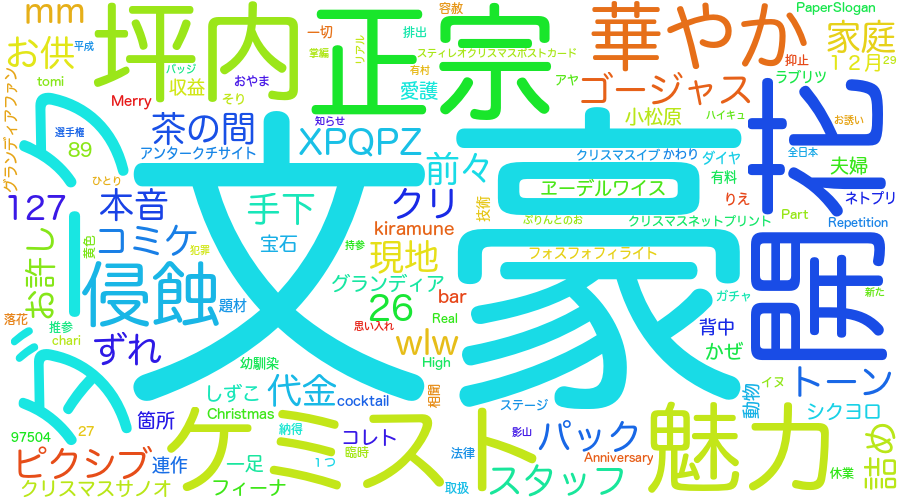 mm
坪内
正宗
華やか
PaperSlogan
家庭
１２月
29
お供
平成
tomi
バッジ
収益
おやま
一切
掌編
リアル
容赦
排出
スティレオクリスマスポストカード
有村
愛護
アヤ
ゴージャス
抑止
ラブリツ
ハイキュ
お誘い
グランディアファン
Merry
そり
知らせ
小松原
選手権
89
茶の間
XPQPZ
アンタークチサイト
前々
クリスマスイブ
かわり
ダイヤ
全日本
夫婦
有料
ネトプリ
りえ
ひとり
127
本音
手下
クリ
ヱーデルワイス
技術
ぷりんとのお
クリスマスネットプリント
Part
Repetition
札
文豪
kiramune
お許し
黄色
コミケ
宝石
犯罪
持参
現地
フォスフォフィライト
開
侵蝕
題材
グランディア
26
bar
ガチャ
新た
落花
推参
chari
Real
思い入れ
背中
ずれ
wlw
High
かぜ
幼馴染
ダーク
しずこ
代金
cocktail
相聞
トーン
イヌ
動物
97504
27
箇所
Christmas
ケミスト
納得
コレト
ステージ
影山
パック
魅力
シクヨロ
詰め
ピクシブ
連作
一足
１つ
臨時
法律
Anniversary
クリスマスサノオ
フィーナ
取扱
スタッフ
休業